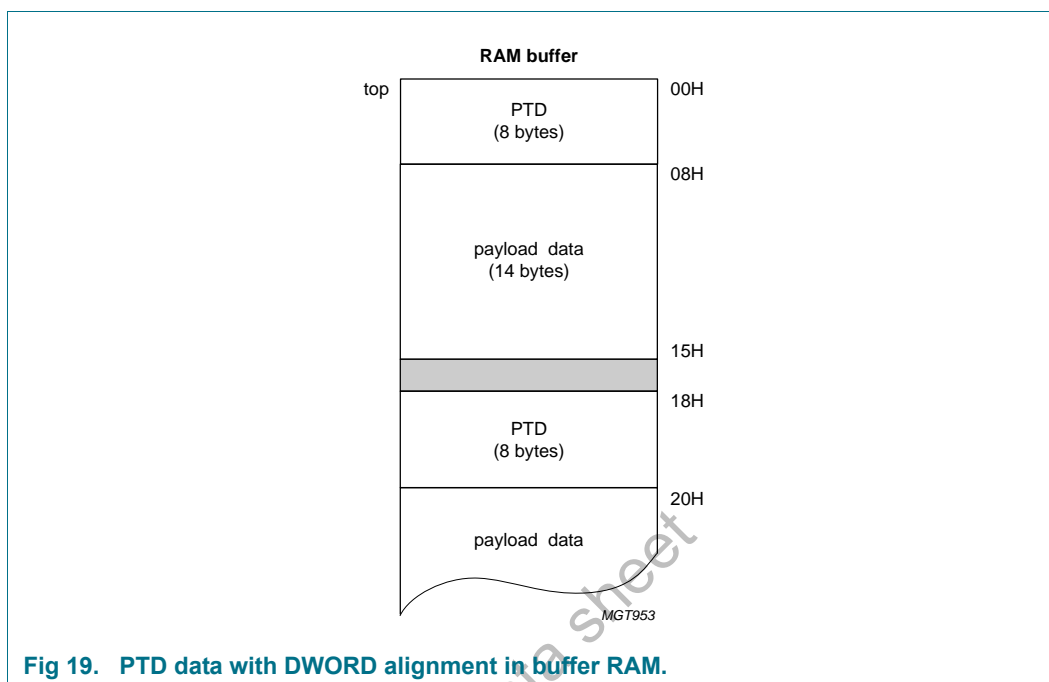 RAM buffer
top
00H
PTD
(8 bytes)
08H
payload data
(14 bytes)
15H
18H
PTD
(8 bytes)
20H
payload data
sheet
MGT953
Fig 19. PTD data with DWORD alignment in buffer RAM.